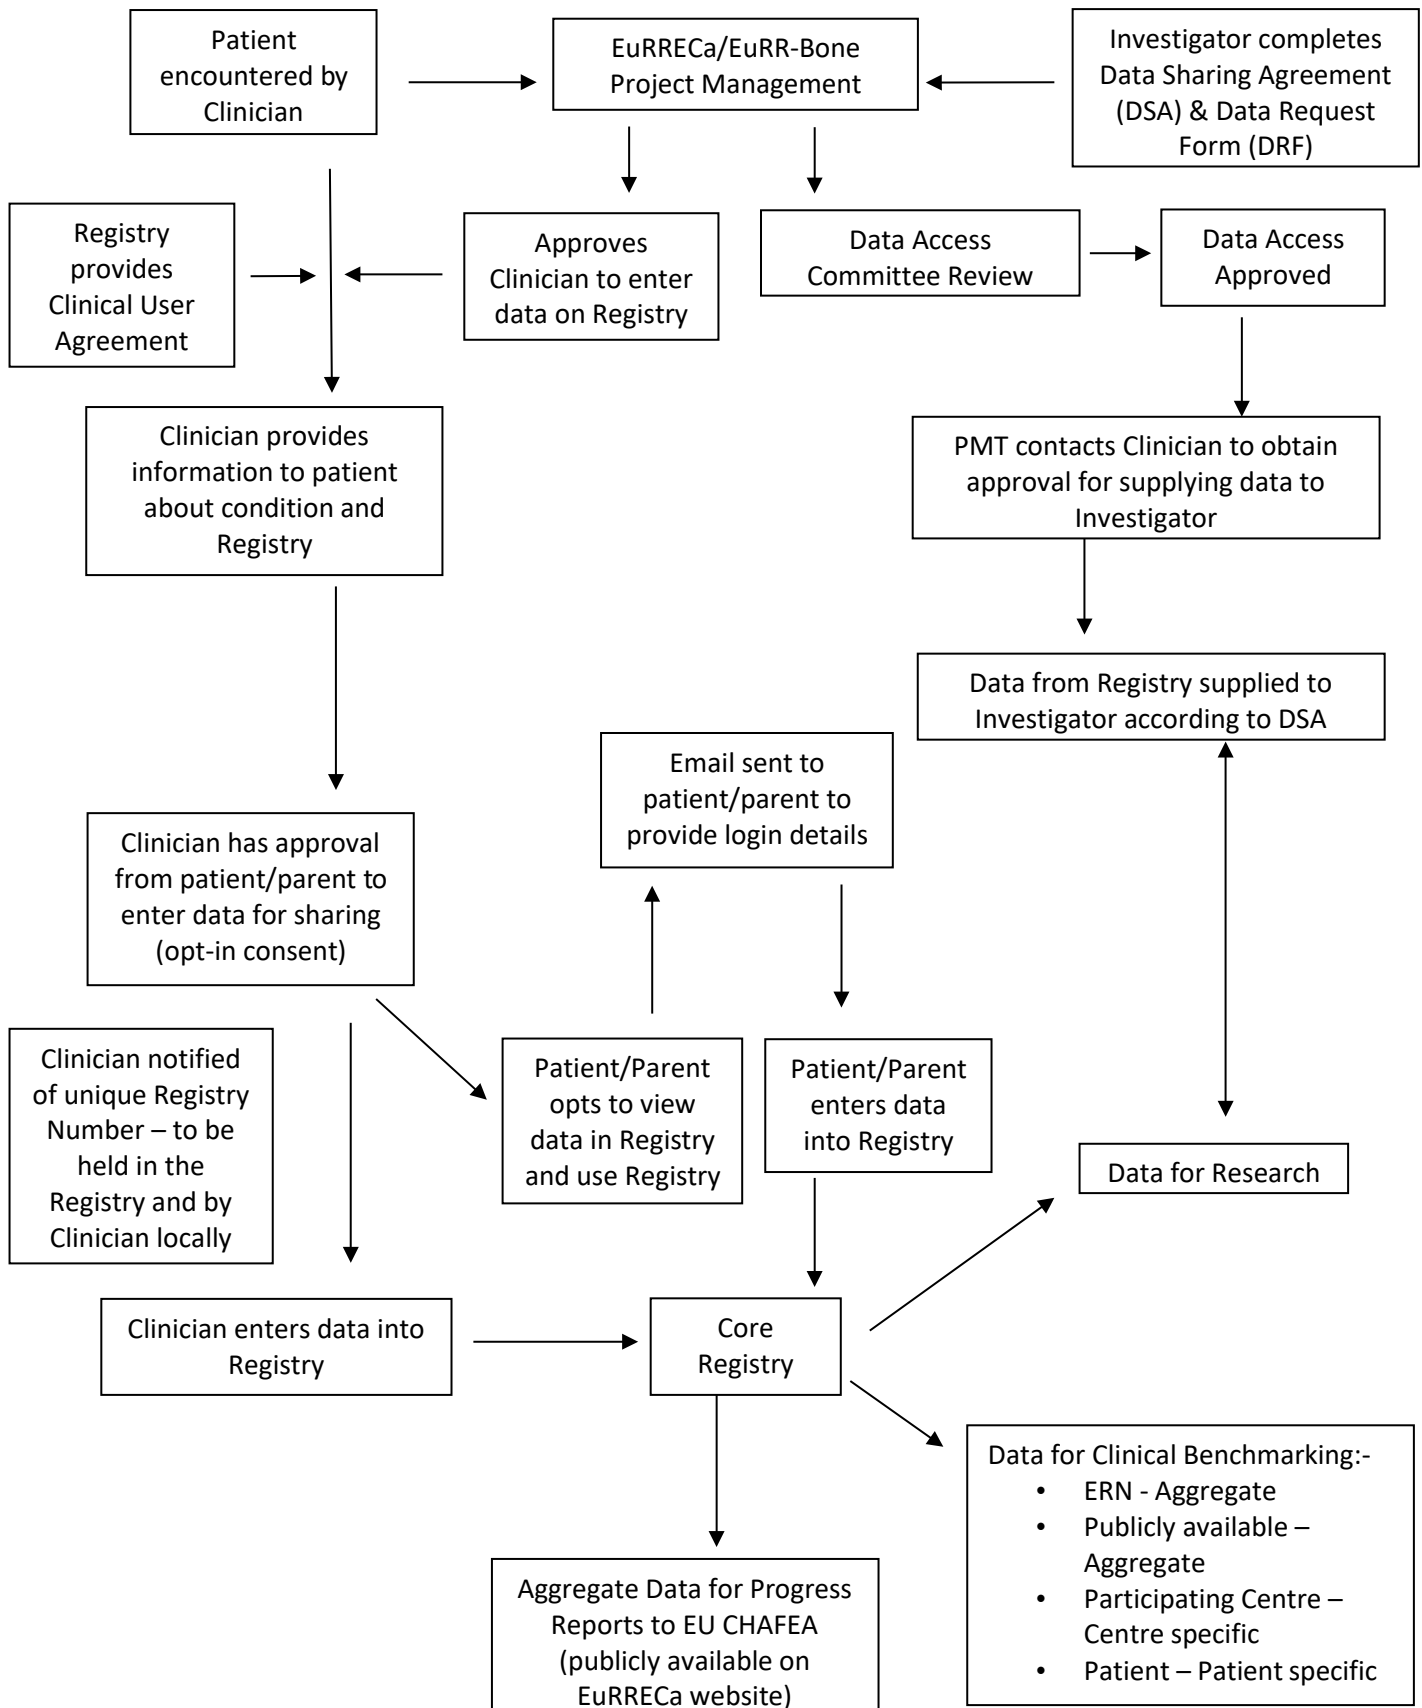 Patient
encountered by
Clinician
EuRRECa/EuRR-Bone
Project Management
Investigator completes
Data Sharing Agreement
(DSA) & Data Request
Form (DRF)
Registry
provides
Clinical User
Agreement
Approves
Clinician to enter
data on Registry
Data Access
Committee Review
Data Access
Approved
Clinician provides
information to patient
about condition and
Registry
PMT contacts Clinician to obtain
approval for supplying data to
Investigator
Data from Registry supplied to
Investigator according to DSA
Email sent to
patient/parent to
provide login details
Clinician has approval
from patient/parent to
enter data for sharing
(opt-in consent)
Clinician notified
of unique Registry
Number – to be
held in the
Registry and by
Clinician locally
Patient/Parent
opts to view
data in Registry
and use Registry
Patient/Parent
enters data
into Registry
Data for Research
Clinician enters data into
Registry
Core
Registry
Data for Clinical Benchmarking:-
• ERN - Aggregate
• Publicly available –
Aggregate
• Participating Centre –
Centre specific
• Patient – Patient specific
Aggregate Data for Progress
Reports to EU CHAFEA
(publicly available on
EuRRECa website)